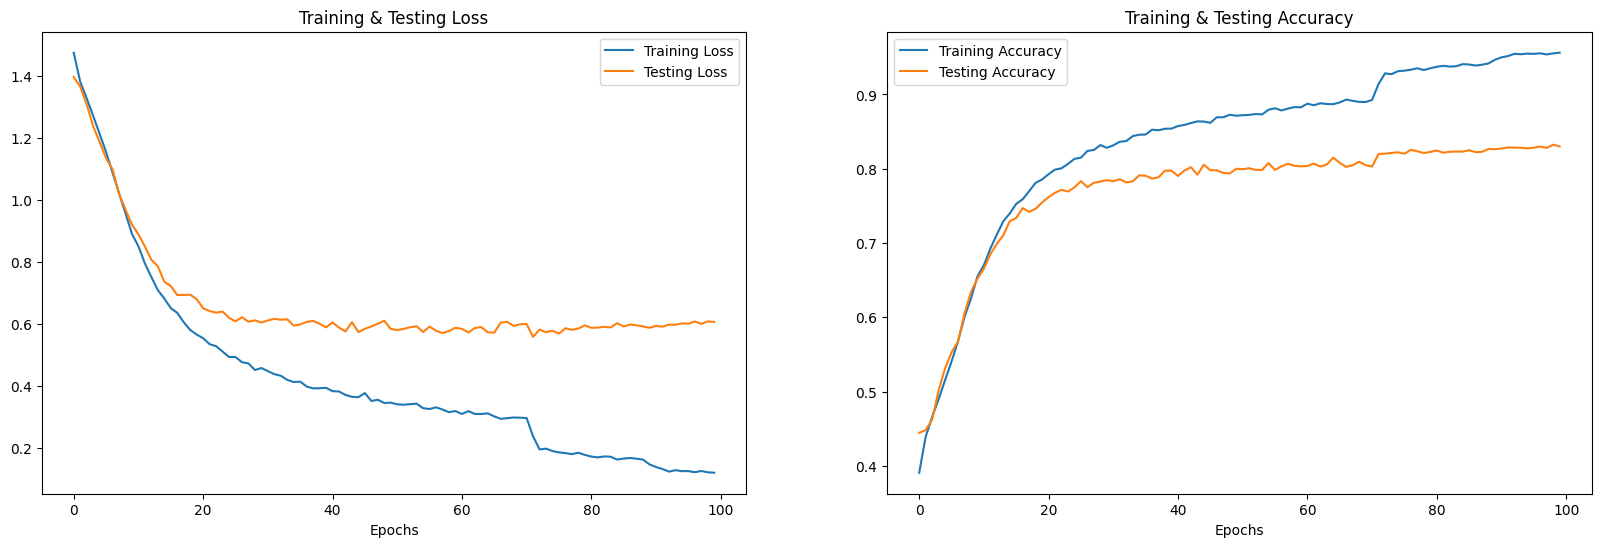 Training & Testing Loss
Training Loss
Testing Loss
1.4
1.2
1.0
0.8
0.6
0.4
0.2
0 20 40 60 80 100
Epochs
Training & Testing Accuracy
Training Accuracy
Testing Accuracy
0.9
0.8
0.7
0.6
0.5
0.4
0 20 40 60 80 100
Epochs